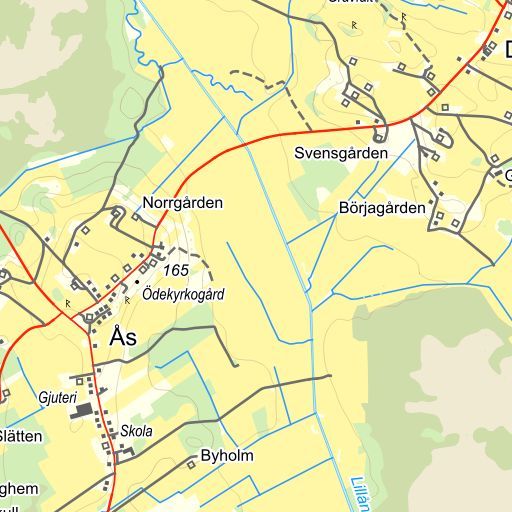 D
Svensgården
G
Norrgården
Börjagården
165
Ödekyrkogård
Ås
R
R
R
R
Gjuteri
Skola
Slätten
Byholm
Lillån